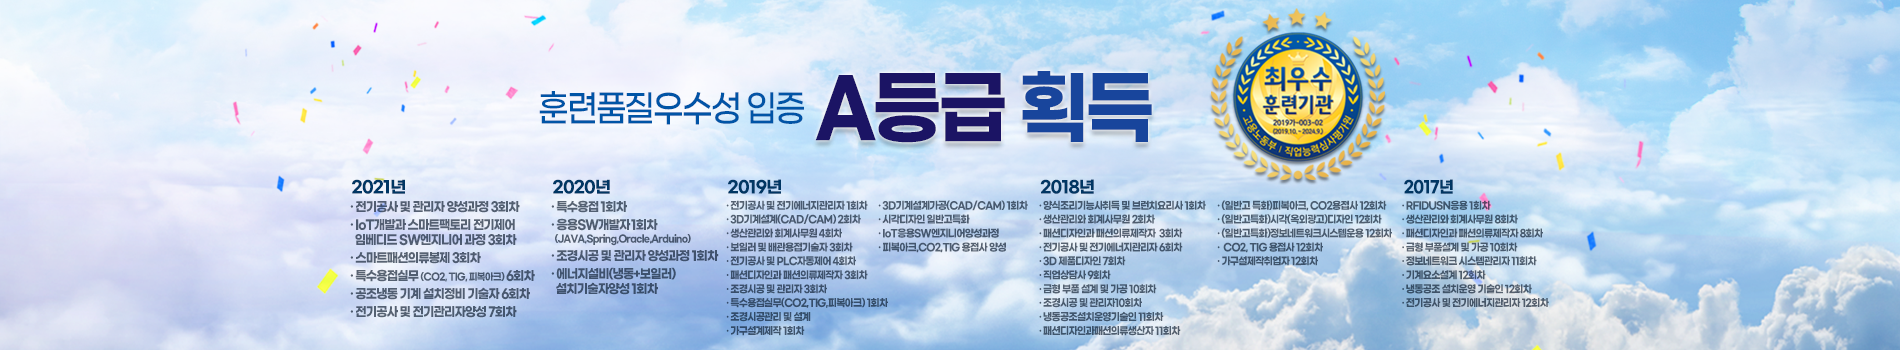 훈련품질우수성 입증 A등급 획득
최우수
훈련기관
2019가-003-02
(2019.10. ~ 2024.9.)
고용노동부 | 직업능력심사평가원
2021년
· 전기공사 및 관리자 양성과정 3회차
· IoT개발과 스마트팩토리 전기제어
임베디드 SW엔지니어 과정 3회차
· 스마트패션의류봉제 3회차
· 특수용접실무 (CO2, TIG, 피복아크) 6회차
· 공조냉동 기계 설치정비 기술자 6회차
· 전기공사 및 전기관리자양성 7회차
2020년
· 특수용접 1회차
· 응용SW개발자 1회차
(JAVA,Spring,Oracle,Arduino)
· 조경시공 및 관리자 양성과정 1회차
· 에너지설비(냉동+보일러)
설치기술자양성 1회차
2019년
· 전기공사 및 전기에너지관리자 1회차
· 3D기계설계(CAD/CAM) 2회차
· 생산관리와 회계사무원 4회차
· 보일러 및 배관용접기술자 3회차
· 전기공사 및 PLC자동제어 4회차
· 패션디자인과 패션의류제작자 3회차
· 조경시공 및 관리자 3회차
· 특수용접실무(CO2,TIG,피복아크) 1회차
· 조경시공관리 및 설계
· 가구설계제작 1회차
· 3D기계설계가공(CAD/CAM) 1회차
· 시각디자인 일반고특화
· IoT응용SW엔지니어양성과정
· 피복아크,CO2,TIG 용접사 양성
2018년
· 양식조리기능사취득 및 브런치요리사 1회차
· 생산관리와 회계사무원 2회차
· 패션디자인과 패션의류제작자 3회차
· 전기공사 및 전기에너지관리자 6회차
· 3D 제품디자인 7회차
· 직업상담사 9회차
· 금형 부품 설계 및 가공 10회차
· 조경시공 및 관리자10회차
· 냉동공조설치운영기술인 11회차
· 패션디자인과패션의류생산자 11회차
· (일반고 특화)피복아크, CO2용접사 12회차
· (일반고특화)시각(옥외광고)디자인 12회차
· (일반고특화)정보네트워크시스템운용 12회차
· CO2, TIG 용접사 12회차
· 가구설계제작취업자 12회차
2017년
· RFIDUSN응용 1회차
· 생산관리와 회계사무원 8회차
· 패션디자인과 패션의류제작자 8회차
· 금형 부품설계 및 가공 10회차
· 정보네트워크 시스템관리자 11회차
· 기계요소설계 12회차
· 냉동공조 설치운영 기술인 12회차
· 전기공사 및 전기에너지관리자 12회차